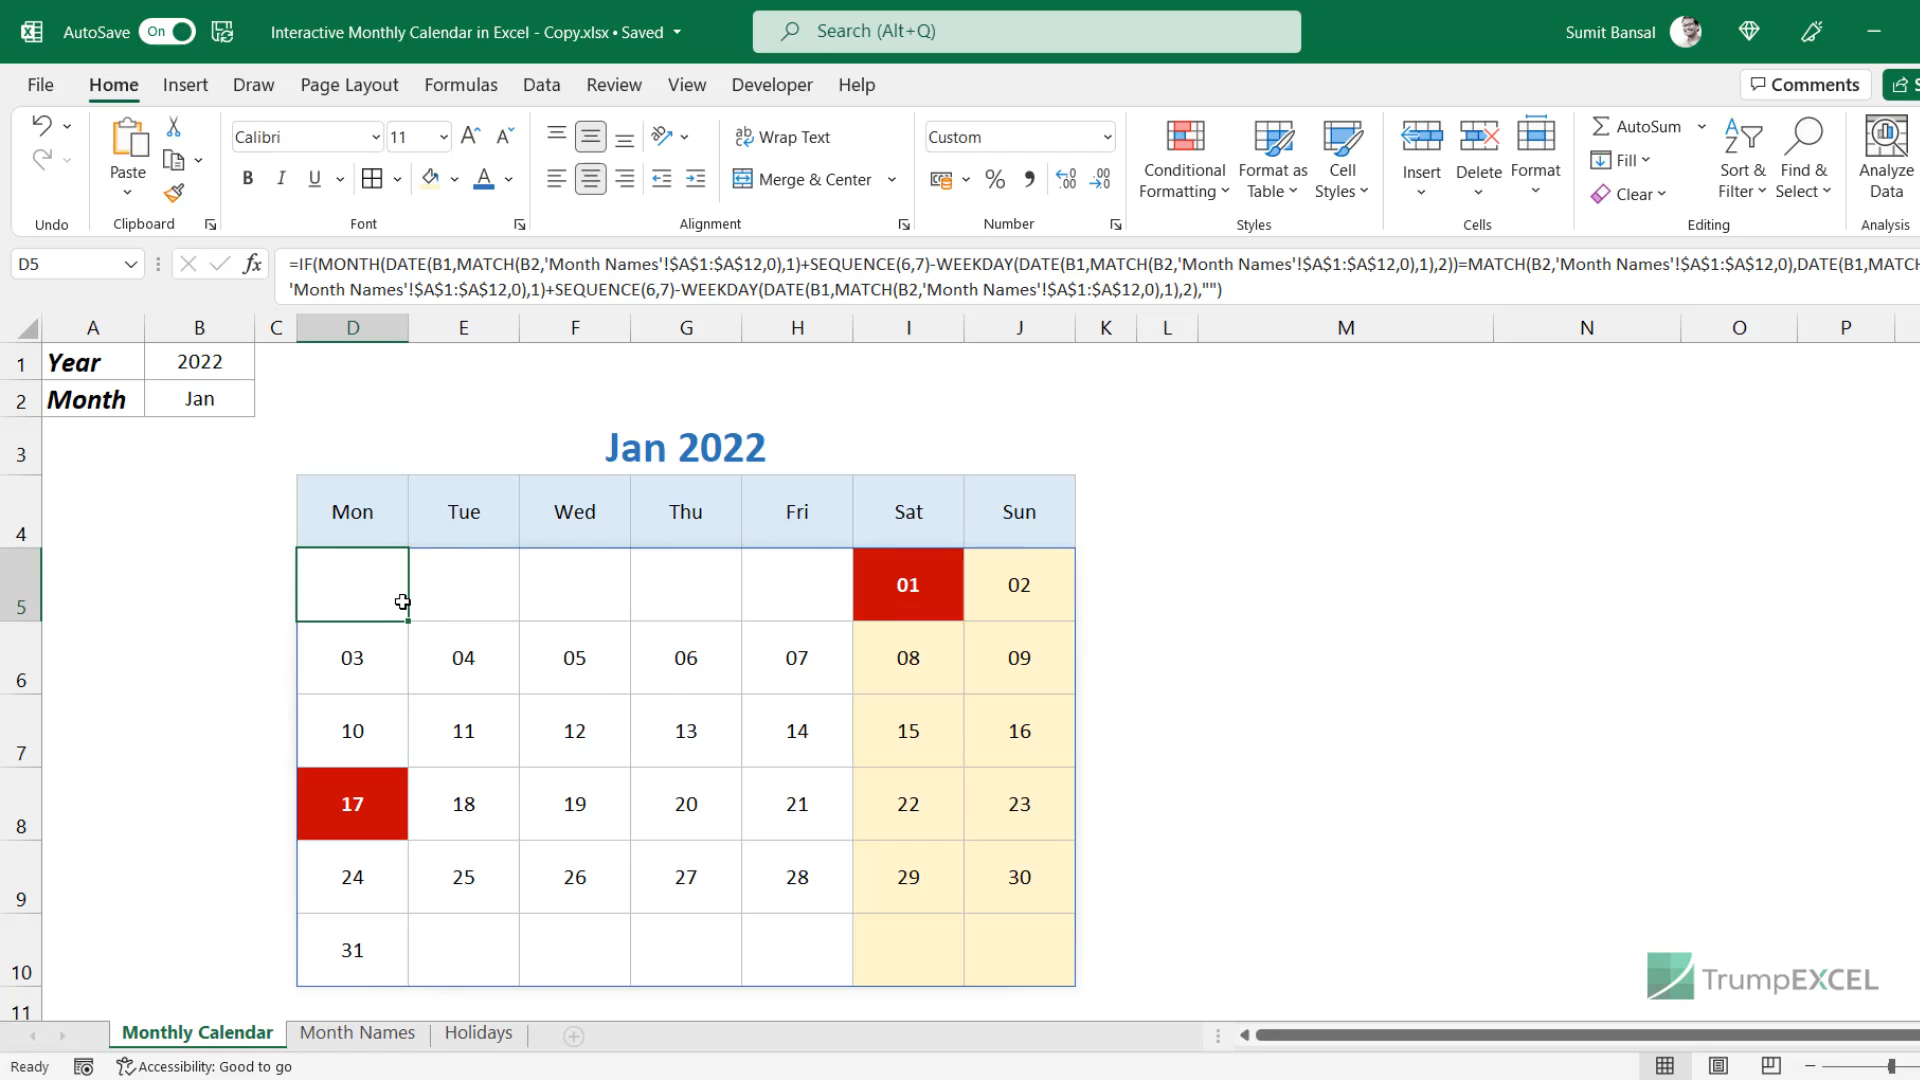 AutoSave On Interactive Monthly Calendar in Excel - Copy.xlsx • Saved Search (Alt+Q) Sumit Bansal
File Home Insert Draw Page Layout Formulas Data Review View Developer Help Comments
Calibri 11 Wrap Text Custom AutoSum
Paste Merge & Center Conditional Formatting Format as Table Cell Styles Insert Delete Format Fill Clear Sort & Filter Find & Select Analyze Data
Undo Clipboard Font Alignment Number Styles Cells Editing Analysis
D5 fx =IF(MONTH(DATE(B1,MATCH(B2,'Month Names'!$A$1:$A$12,0),1)+SEQUENCE(6,7)-WEEKDAY(DATE(B1,MATCH(B2,'Month Names'!$A$1:$A$12,0),1),2))=MATCH(B2,'Month Names'!$A$1:$A$12,0),DATE(B1,MATCH
'Month Names'!$A$1:$A$12,0),1)+SEQUENCE(6,7)-WEEKDAY(DATE(B1,MATCH(B2,'Month Names'!$A$1:$A$12,0),1),2),"")
A B C D E F G H I J K L M N O P
1 Year 2022
2 Month Jan
3 Jan 2022
4 Mon Tue Wed Thu Fri Sat Sun
5 01 02
6 03 04 05 06 07 08 09
7 10 11 12 13 14 15 16
8 17 18 19 20 21 22 23
9 24 25 26 27 28 29 30
10 31
TrumpEXCEL
11
Monthly Calendar Month Names Holidays
Ready Accessibility: Good to go